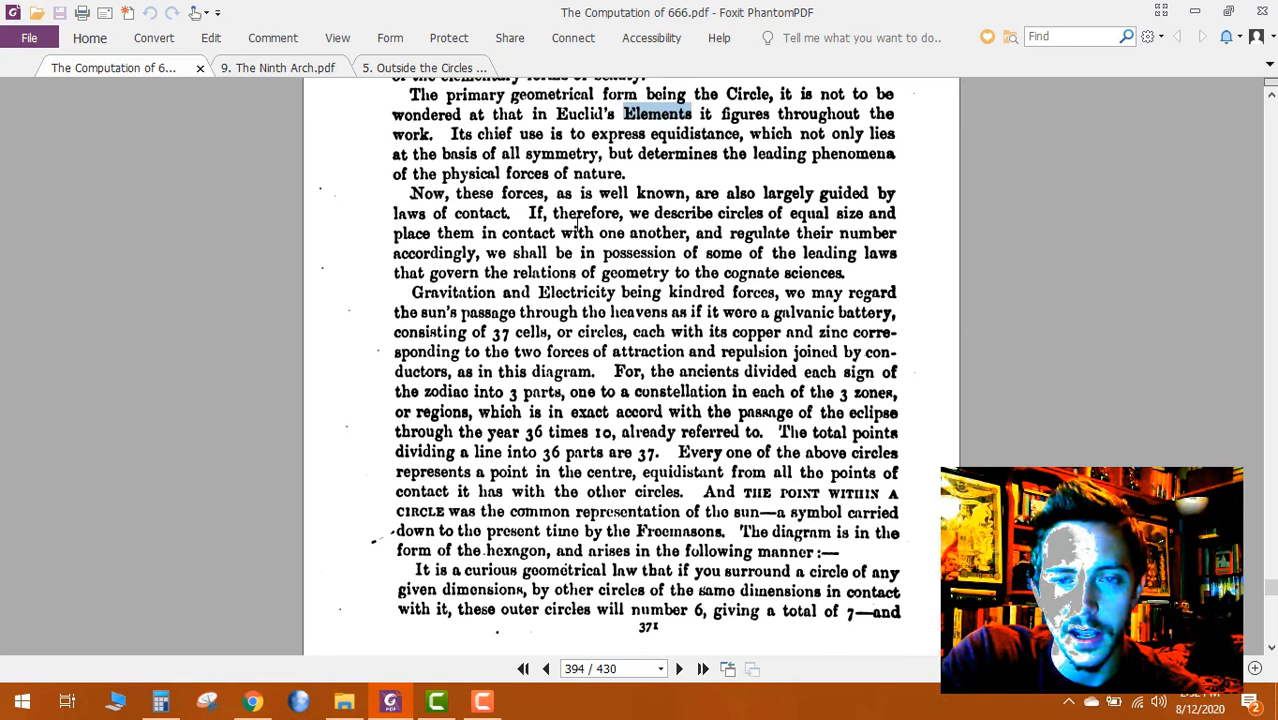 The Computation of 666.pdf - Foxit PhantomPDF
File Home Convert Edit Comment View Form Protect Share Connect Accessibility Help Tell me what you want to do.. Find
The Computation of 6... 9. The Ninth Arch.pdf 5. Outside the Circles ...
of the elementary forms of beauty.
The primary geometrical form being the Circle, it is not to be
wondered at that in Euclid's Elements it figures throughout the
work. Its chief use is to express equidistance, which not only lies
at the basis of all symmetry, but determines the leading phenomena
of the physical forces of nature.
Now, these forces, as is well known, are also largely guided by
laws of contact. If, therefore, we describe circles of equal size and
place them in contact with one another, and regulate their number
accordingly, we shall be in possession of some of the leading laws
that govern the relations of geometry to the cognate sciences.
Gravitation and Electricity being kindred forces, we may regard
the sun's passage through the heavens as if it were a galvanic battery,
consisting of 37 cells, or circles, each with its copper and zinc corre-
sponding to the two forces of attraction and repulsion joined by con-
ductors, as in this diagram. For, the ancients divided each sign of
the zodiac into 3 parts, one to a constellation in each of the 3 zones,
or regions, which is in exact accord with the passage of the eclipse
through the year 36 times 10, already referred to. The total points
dividing a line into 36 parts are 37. Every one of the above circles
represents a point in the centre, equidistant from all the points of
contact it has with the other circles. And THE POINT WITHIN A
CIRCLE was the common representation of the sun—a symbol carried
down to the present time by the Freemasons. The diagram is in the
form of the hexagon, and arises in the following manner :—
It is a curious geometrical law that if you surround a circle of any
given dimensions, by other circles of the same dimensions in contact
with it, these outer circles will number 6, giving a total of 7—and
371
394 / 430
8/12/2020
2